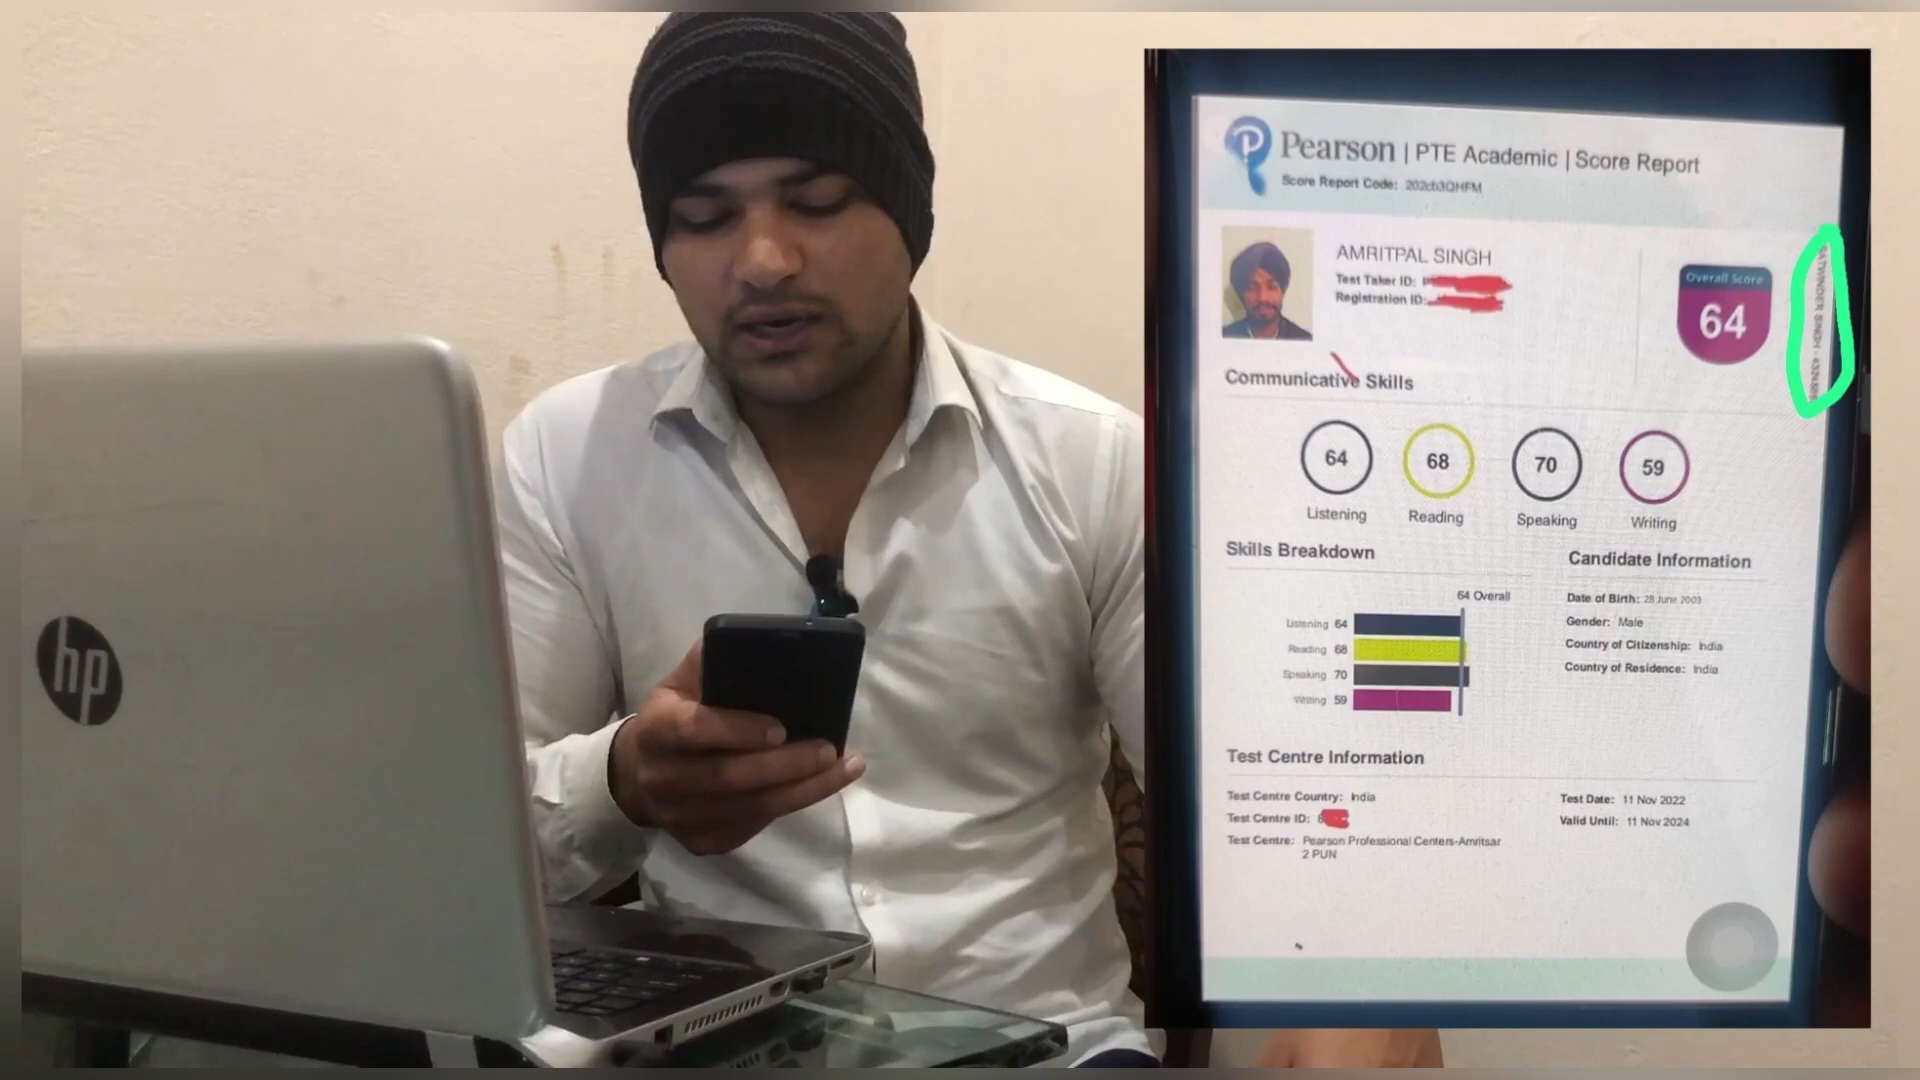 hp
Pearson | PTE Academic | Score Report
Score Report Code: 202cb3QHFM
AMRITPAL SINGH
Test Taker ID:
Registration ID:
Overall Score
64
SINGH
Communicative Skills
64
68
70
59
Listening
Reading
Speaking
Writing
Skills Breakdown
64 Overall
Listening 64
Reading 68
Speaking 70
Writing 59
Candidate Information
Date of Birth: 28 June 2003
Gender: Male
Country of Citizenship: India
Country of Residence: India
Test Centre Information
Test Centre Country: India
Test Centre ID:
Test Centre: Pearson Professional Centers-Amritsar
2 PUN
Test Date: 11 Nov 2022
Valid Until: 11 Nov 2024